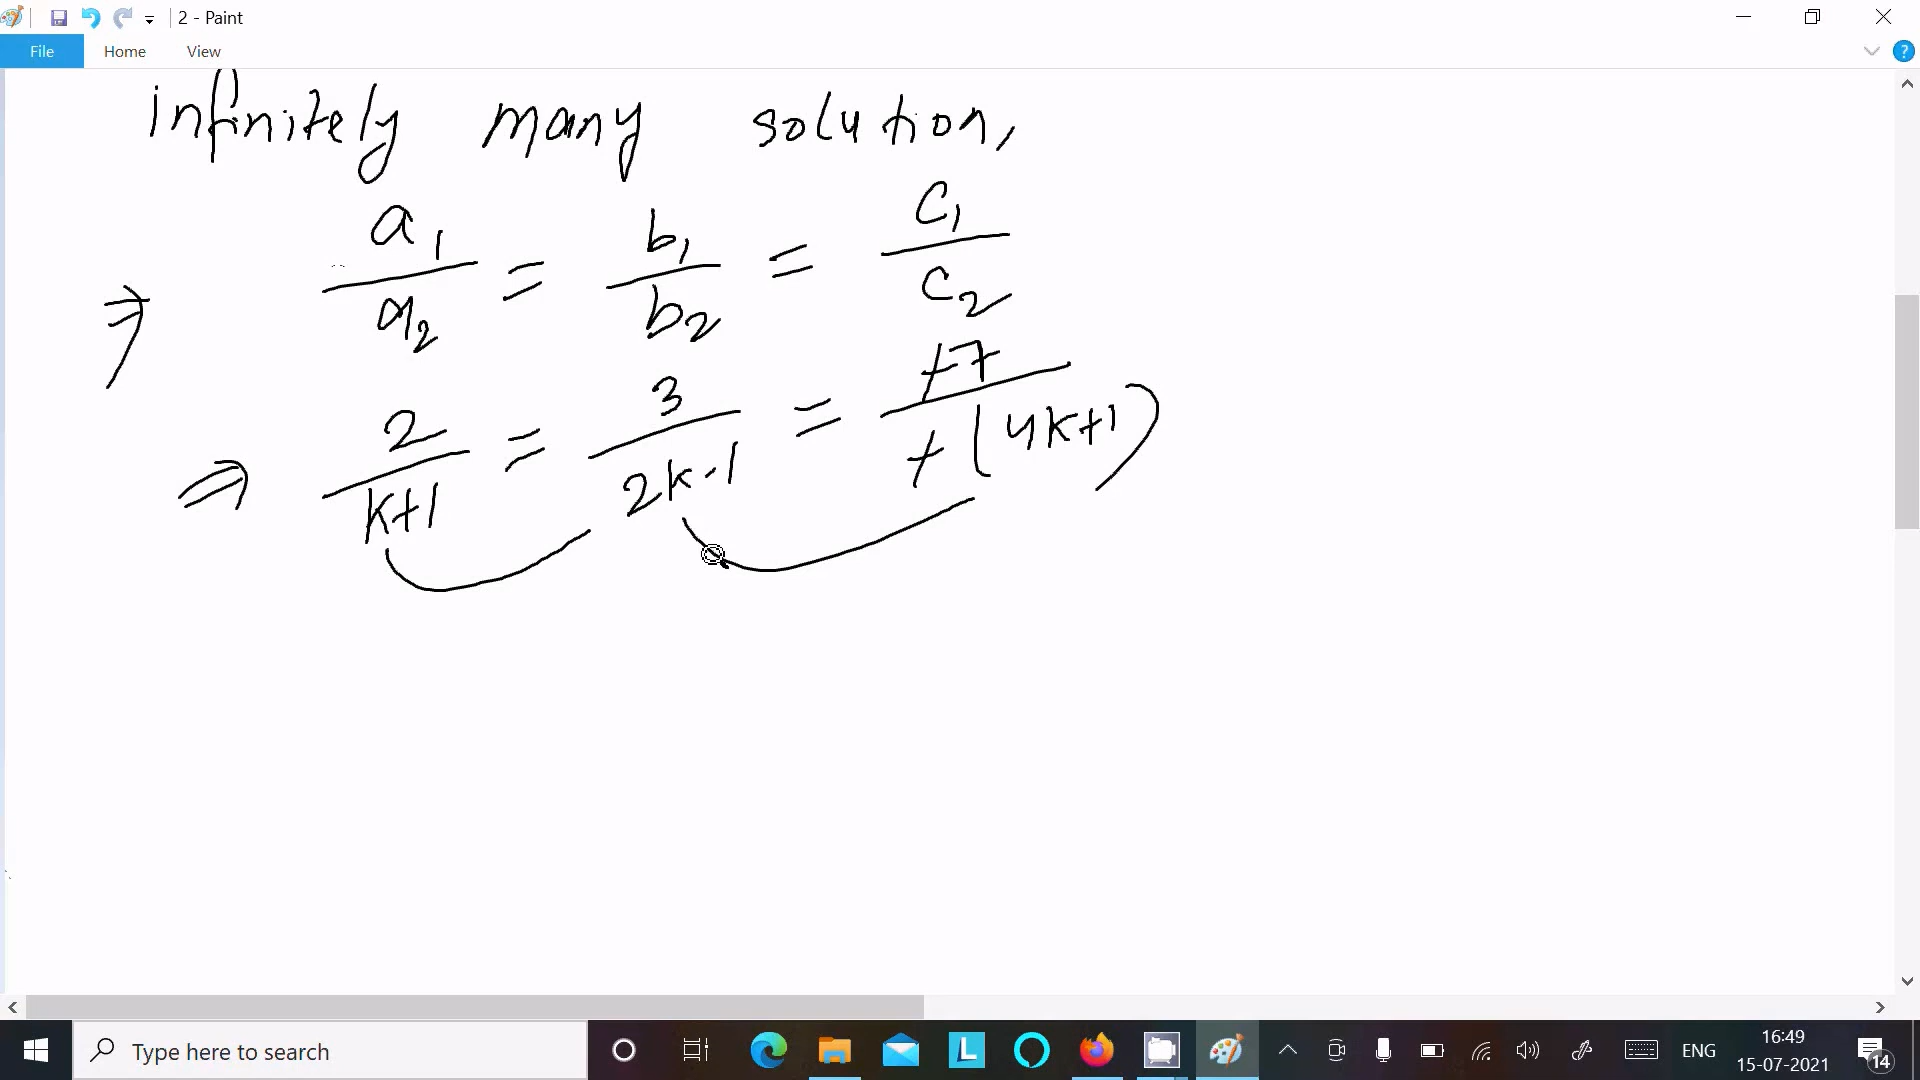 2 - Paint
File Home View
infinitely many solution,
⇒ a₁/a₂ = b₁/b₂ = c₁/c₂
⇒ 2/k+1 = 3/2k-1 = +7/+(4k+1)
Type here to search
ENG
16:49
15-07-2021
14